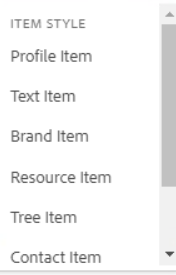 ITEM STYLE
Profile Item
Text Item
Brand Item
Resource Item
Tree Item
Contact Item